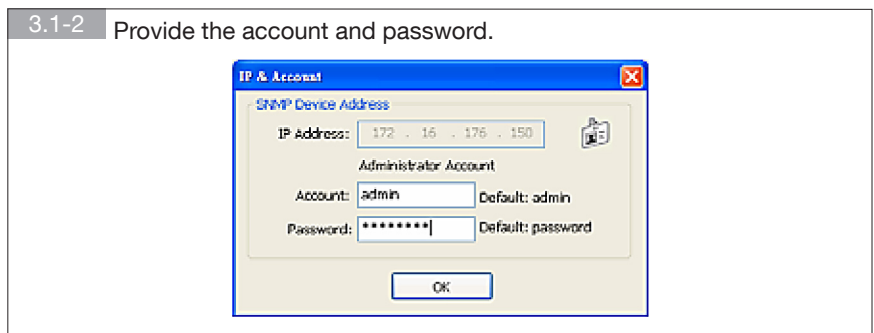 3.1-2 Provide the account and password.
IP & Account
SNMP Device Address
IP Address: 172 . 16 . 176 . 150
Administrator Account
Account: admin Default: admin
Password: ******** Default: password
OK